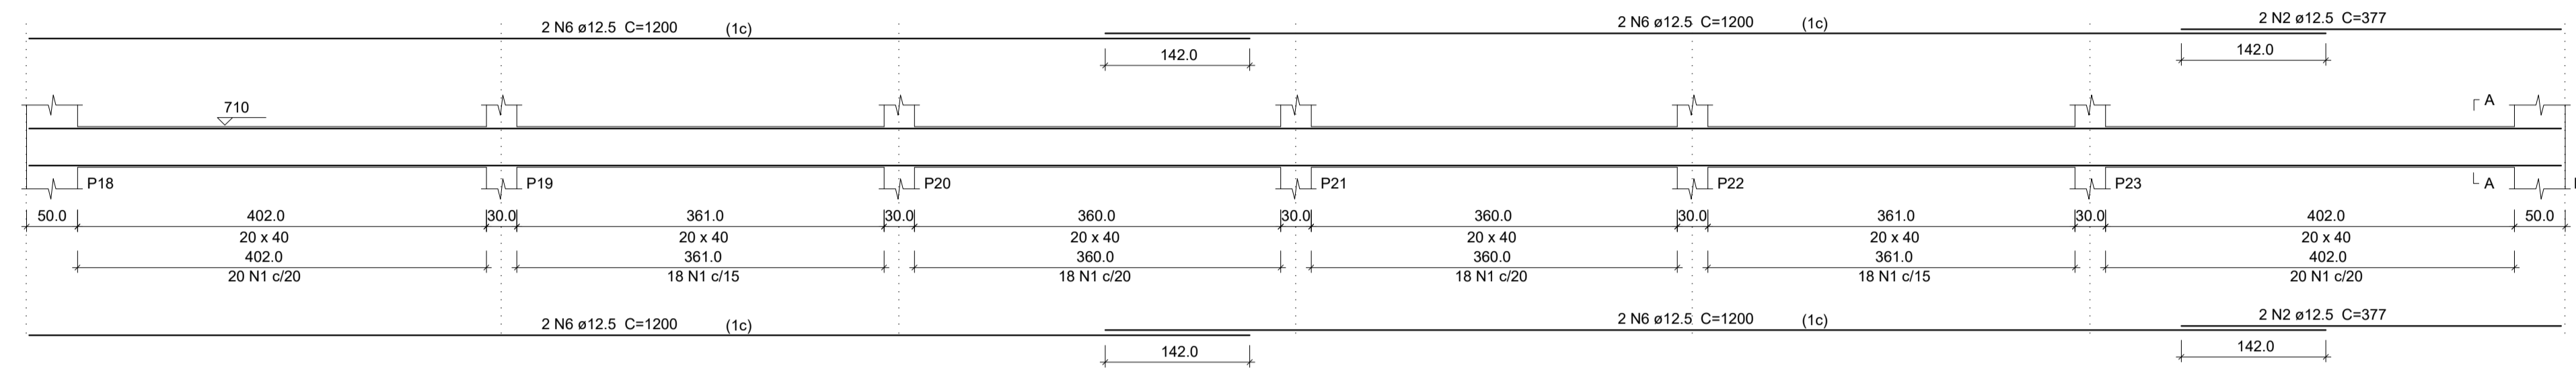 2 N6 ø12.5 C=1200 (1c)
2 N6 ø12.5 C=1200 (1c)
2 N2 ø12.5 C=377
142.0
142.0
710
A
P18
P19
P20
P21
P22
P23
A
50.0 402.0 30.0 361.0 30.0 360.0 30.0 360.0 30.0 361.0 30.0 402.0 50.0
20 x 40 20 x 40 20 x 40 20 x 40 20 x 40 20 x 40
402.0 361.0 360.0 360.0 361.0 402.0
20 N1 c/20 18 N1 c/15 18 N1 c/20 18 N1 c/20 18 N1 c/15 20 N1 c/20
2 N6 ø12.5 C=1200 (1c)
2 N6 ø12.5 C=1200 (1c)
2 N2 ø12.5 C=377
142.0
142.0